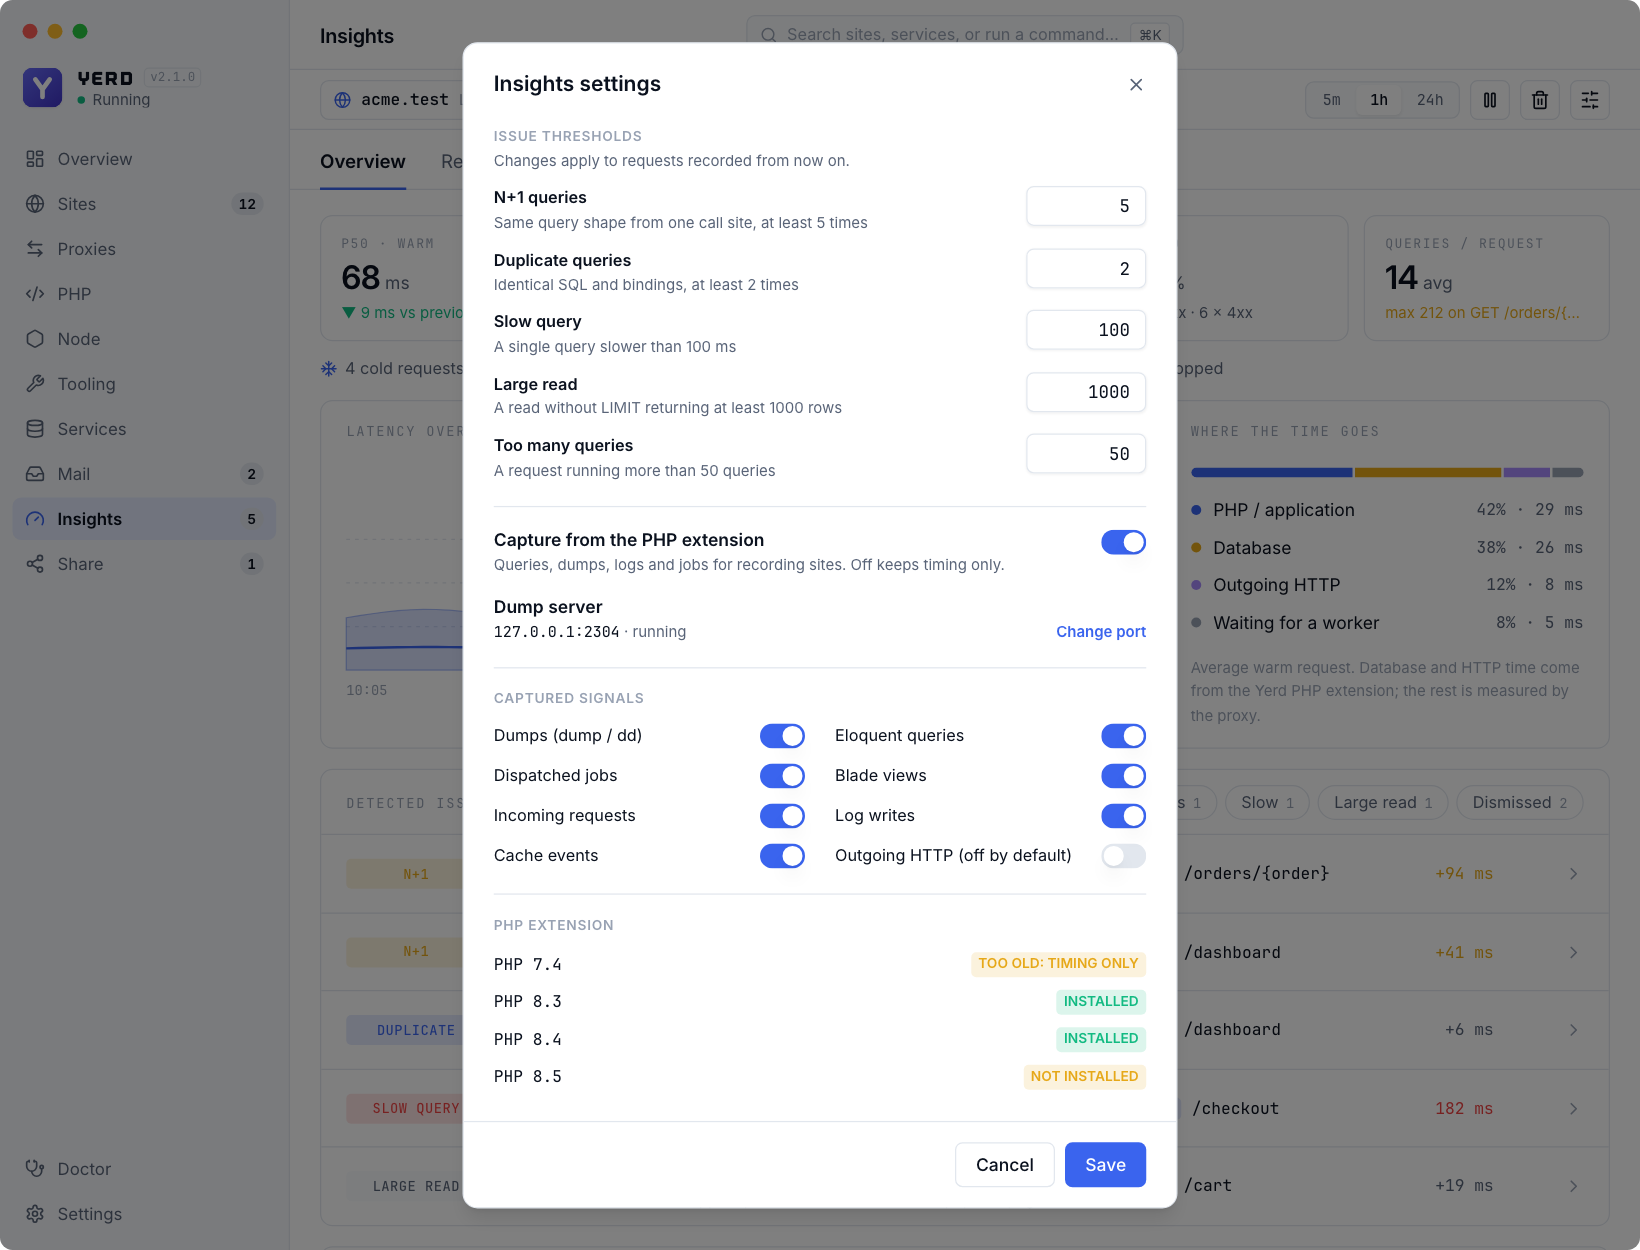 Insights
Search sites, services, or run a command... ⌘K
YERD v2.1.0
Running
acme.test
5m 1h 24h
Overview
Sites 12
Proxies
PHP
Node
Tooling
Services
Mail 2
Insights 5
Share 1
Doctor
Settings
Overview Re
P50 · WARM
68 ms
▼ 9 ms vs previo
%
x · 6 × 4xx
QUERIES / REQUEST
14 avg
max 212 on GET /orders/{...
4 cold requests
opped
LATENCY OVER
10:05
WHERE THE TIME GOES
PHP / application 42% · 29 ms
Database 38% · 26 ms
Outgoing HTTP 12% · 8 ms
Waiting for a worker 8% · 5 ms
Average warm request. Database and HTTP time come
from the Yerd PHP extension; the rest is measured by
the proxy.
DETECTED ISS
s 1 Slow 1 Large read 1 Dismissed 2
N+1 /orders/{order} +94 ms
N+1 /dashboard +41 ms
DUPLICATE /dashboard +6 ms
SLOW QUERY /checkout 182 ms
LARGE READ /cart +19 ms
Insights settings
ISSUE THRESHOLDS
Changes apply to requests recorded from now on.
N+1 queries
Same query shape from one call site, at least 5 times
5
Duplicate queries
Identical SQL and bindings, at least 2 times
2
Slow query
A single query slower than 100 ms
100
Large read
A read without LIMIT returning at least 1000 rows
1000
Too many queries
A request running more than 50 queries
50
Capture from the PHP extension
Queries, dumps, logs and jobs for recording sites. Off keeps timing only.
Dump server
127.0.0.1:2304 · running
Change port
CAPTURED SIGNALS
Dumps (dump / dd) Eloquent queries
Dispatched jobs Blade views
Incoming requests Log writes
Cache events Outgoing HTTP (off by default)
PHP EXTENSION
PHP 7.4 TOO OLD: TIMING ONLY
PHP 8.3 INSTALLED
PHP 8.4 INSTALLED
PHP 8.5 NOT INSTALLED
Cancel Save